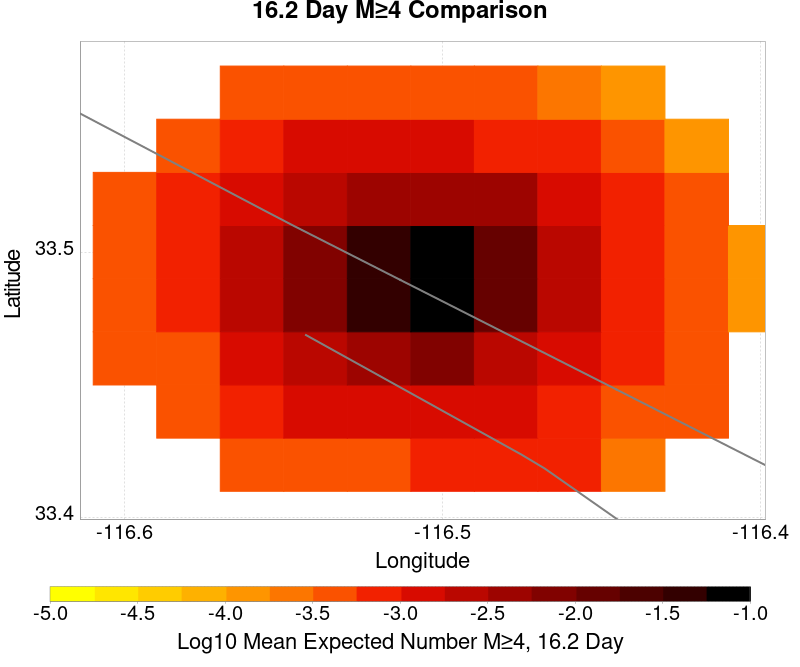 16.2 Day M≥4 Comparison
Latitude
33.5
33.4
-116.6 -116.5 -116.4
Longitude
-5.0 -4.5 -4.0 -3.5 -3.0 -2.5 -2.0 -1.5 -1.0
Log10 Mean Expected Number M≥4, 16.2 Day